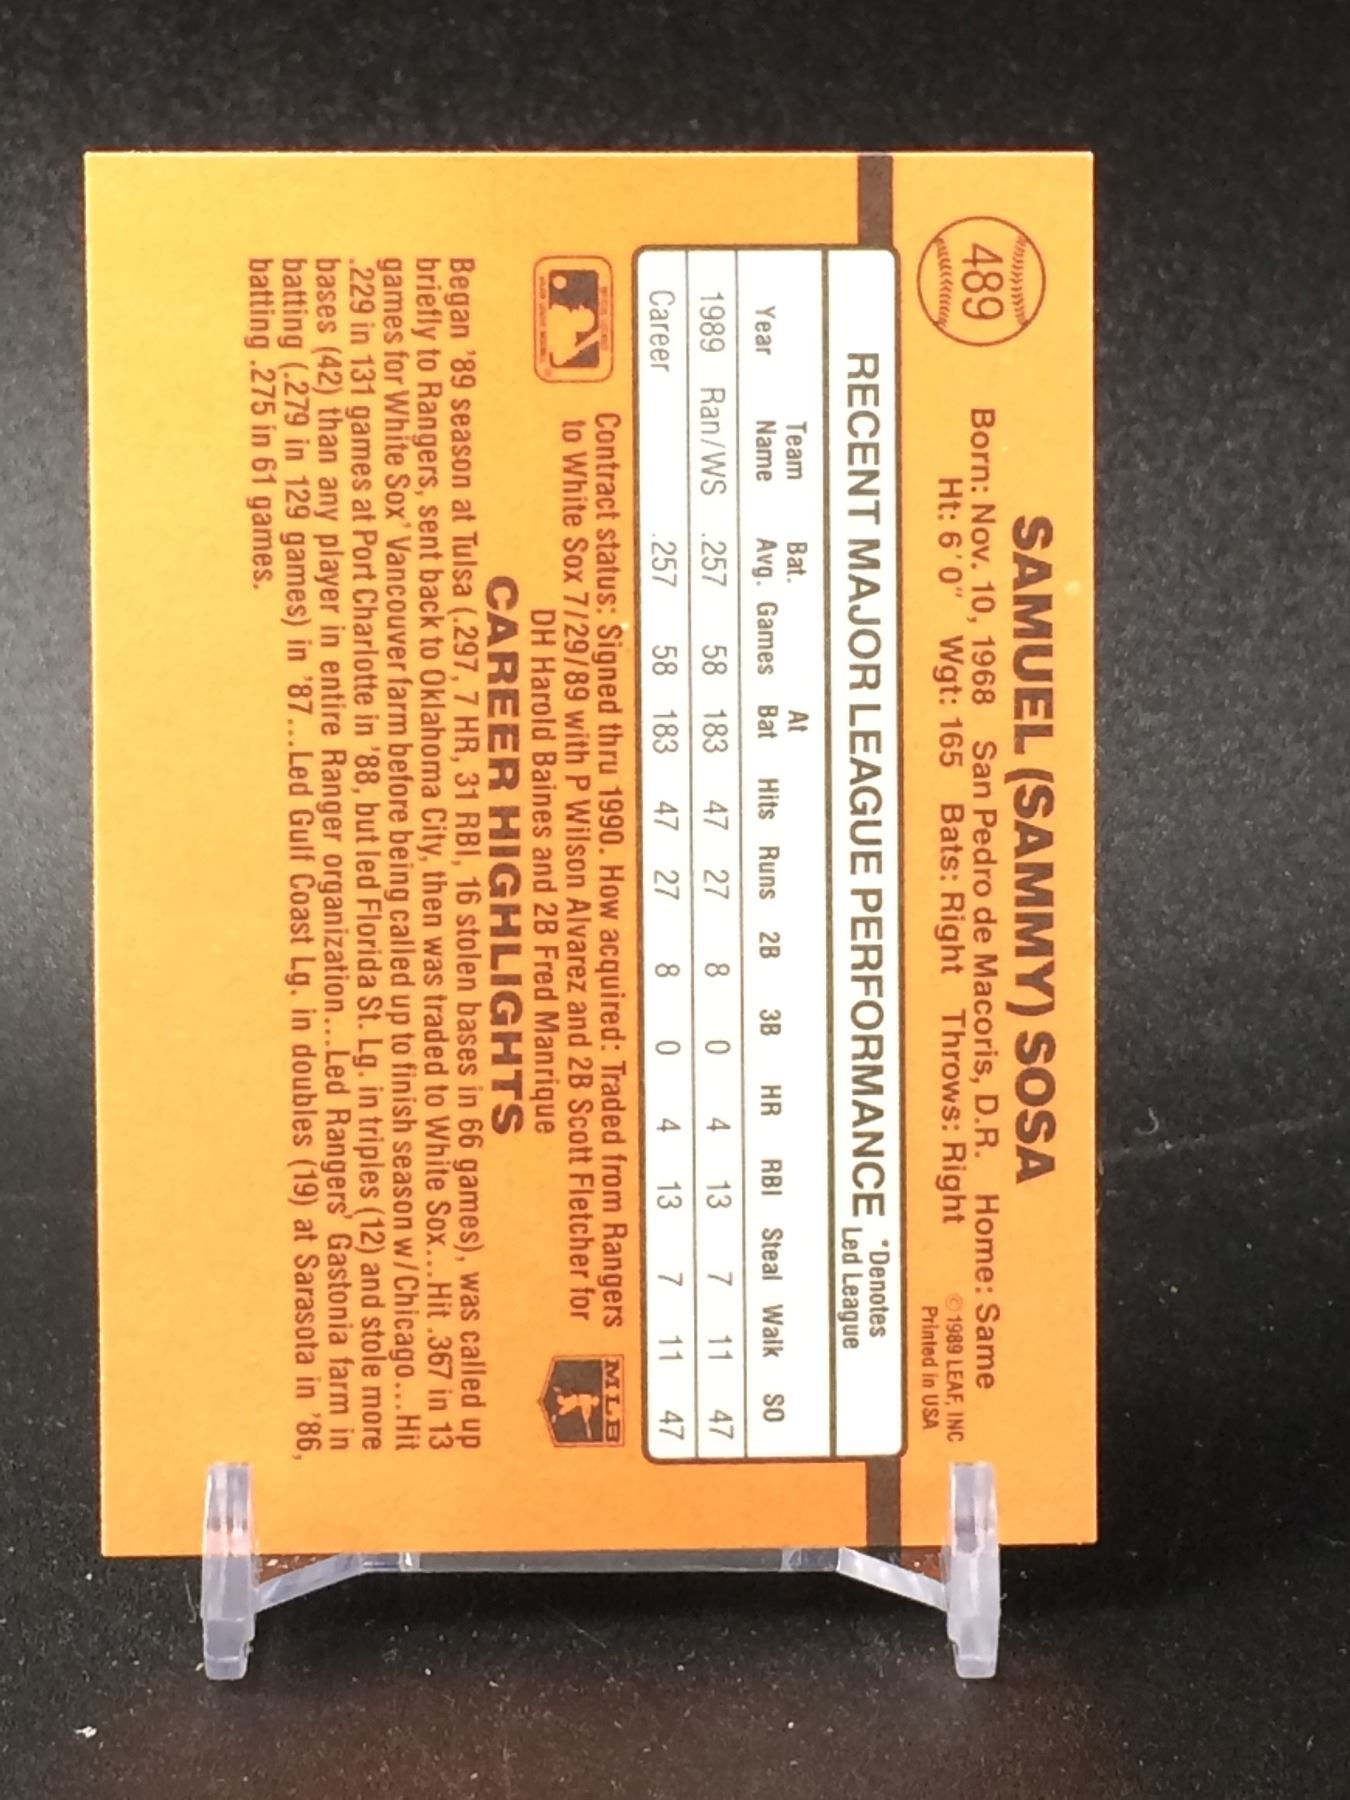 489
SAMUEL (SAMMY) SOSA
Born: Nov. 10, 1968 San Pedro de Macoris, D.R. Home: Same
Ht: 6'0" Wgt: 165 Bats: Right Throws: Right
© 1989 LEAF, INC
Printed in USA
RECENT MAJOR LEAGUE PERFORMANCE *Denotes Led League
Year Team Name Bat. Avg. Games At Bat Hits Runs 2B 3B HR RBI Steal Walk SO
1989 Ran/WS .257 58 183 47 27 8 0 4 13 7 11 47
Career .257 58 183 47 27 8 0 4 13 7 11 47
Contract status: Signed thru 1990. How acquired: Traded from Rangers
to White Sox 7/29/89 with P Wilson Alvarez and 2B Scott Fletcher for
DH Harold Baines and 2B Fred Manrique
MLB
CAREER HIGHLIGHTS
Began '89 season at Tulsa (.297, 7 HR, 31 RBI, 16 stolen bases in 66 games), was called up
briefly to Rangers, sent back to Oklahoma City, then was traded to White Sox...Hit .367 in 13
games for White Sox' Vancouver farm before being called up to finish season w/Chicago...Hit
.229 in 131 games at Port Charlotte in '88, but led Florida St. Lg. in triples (12) and stole more
bases (42) than any player in entire Ranger organization...Led Rangers' Gastonia farm in
batting (.279 in 129 games) in '87...Led Gulf Coast Lg. in doubles (19) at Sarasota in '86,
batting .275 in 61 games.